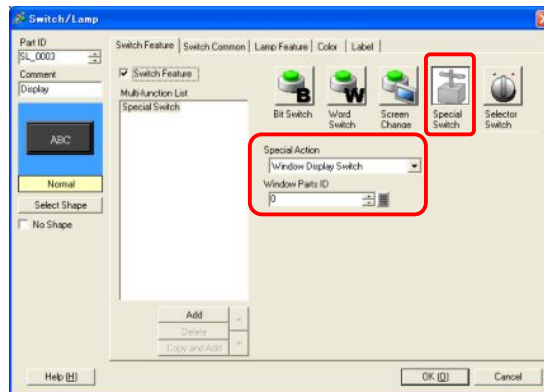 Switch/Lamp
Part ID
SL_0003
Comment
Display
ABC
Normal
Select Shape
No Shape
Switch Feature Switch Common Lamp Feature Color Label
Switch Feature
Multi-function List
Special Switch
B
W
Bit Switch
Word Switch
Screen Change
Special Switch
Selector Switch
Special Action
Window Display Switch
Window Parts ID
0
Add
Delete
Copy and Add
Help (H)
OK (O)
Cancel